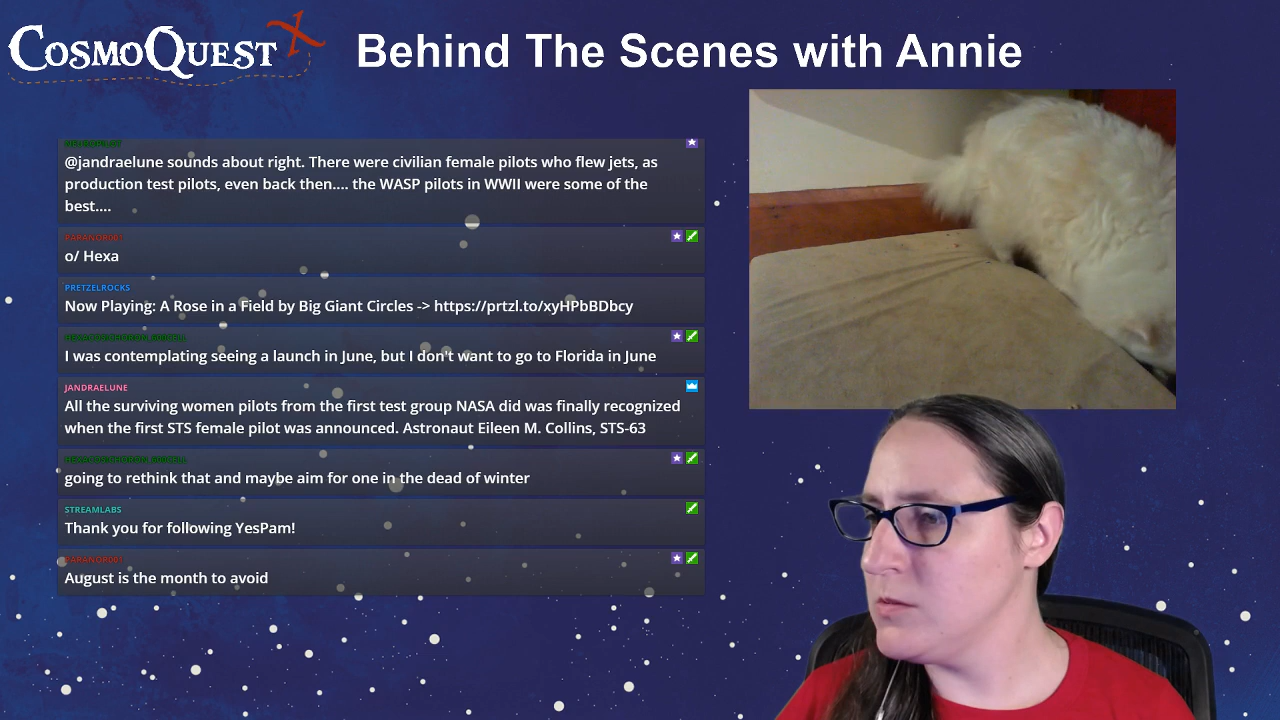 CosmoQuest X
Behind The Scenes with Annie
@jandraelune sounds about right. There were civilian female pilots who flew jets, as
production test pilots, even back then.... the WASP pilots in WWII were some of the
best....
PARANOR001
o/ Hexa
PRETZELROCKS
Now Playing: A Rose in a Field by Big Giant Circles -> https://prtzl.to/xyHPbBDbcy
I was contemplating seeing a launch in June, but I don't want to go to Florida in June
JANDRAELUNE
All the surviving women pilots from the first test group NASA did was finally recognized
when the first STS female pilot was announced. Astronaut Eileen M. Collins, STS-63
going to rethink that and maybe aim for one in the dead of winter
STREAMLABS
Thank you for following YesPam!
PARANOR001
August is the month to avoid